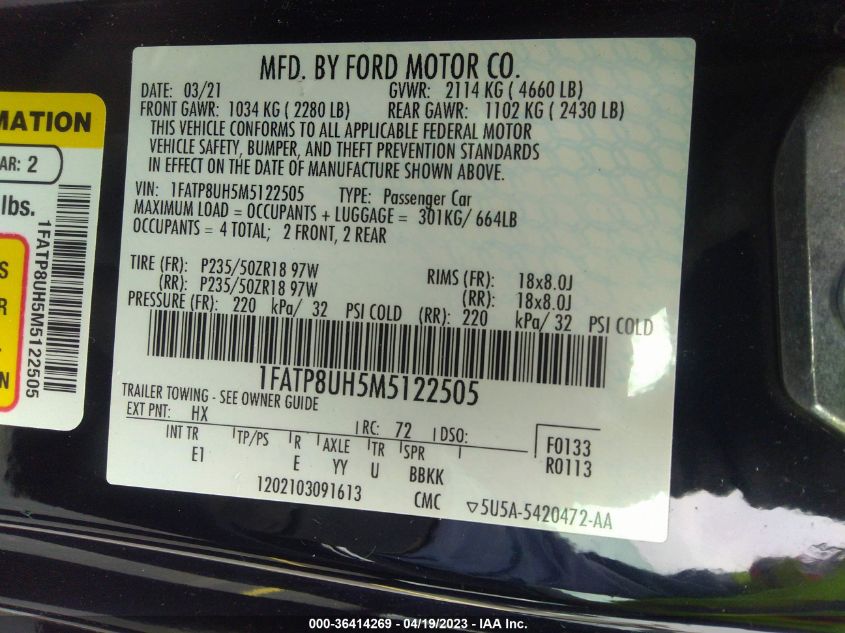 MFD. BY FORD MOTOR CO.
DATE: 03/21 GVWR: 2114 KG ( 4660 LB)
FRONT GAWR: 1034 KG ( 2280 LB) REAR GAWR: 1102 KG ( 2430 LB)
THIS VEHICLE CONFORMS TO ALL APPLICABLE FEDERAL MOTOR
VEHICLE SAFETY, BUMPER, AND THEFT PREVENTION STANDARDS
IN EFFECT ON THE DATE OF MANUFACTURE SHOWN ABOVE.
VIN: 1FATP8UH5M5122505 TYPE: Passenger Car
MAXIMUM LOAD = OCCUPANTS + LUGGAGE = 301KG/ 664LB
OCCUPANTS = 4 TOTAL; 2 FRONT, 2 REAR
TIRE (FR): P235/50ZR18 97W RIMS (FR): 18x8.0J
(RR): P235/50ZR18 97W (RR): 18x8.0J
PRESSURE (FR): 220 kPa/ 32 PSI COLD (RR): 220 kPa/ 32 PSI COLD
1FATP8UH5M5122505
TRAILER TOWING - SEE OWNER GUIDE
EXT PNT: HX RC: 72 DSO: F0133
INT TR TP/PS R AXLE TR SPR R0113
E1 E YY U BBKK
1202103091613 CMC ▽5U5A-5420472-AA
MATION
AR: 2
lbs.
S
R
L
N
1FATP8UH5M5122505
000-36414269 - 04/19/2023 - IAA Inc.